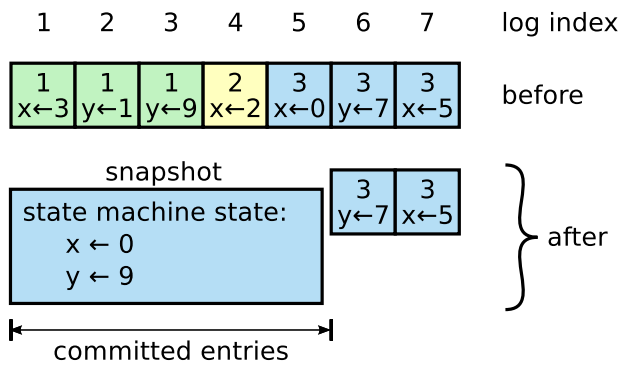 1 2 3 4 5 6 7 log index
1 1 1 2 3 3 3
x←3 y←1 y←9 x←2 x←0 y←7 x←5
before
snapshot
3 3
y←7 x←5
state machine state:
x ← 0
y ← 9
after
committed entries